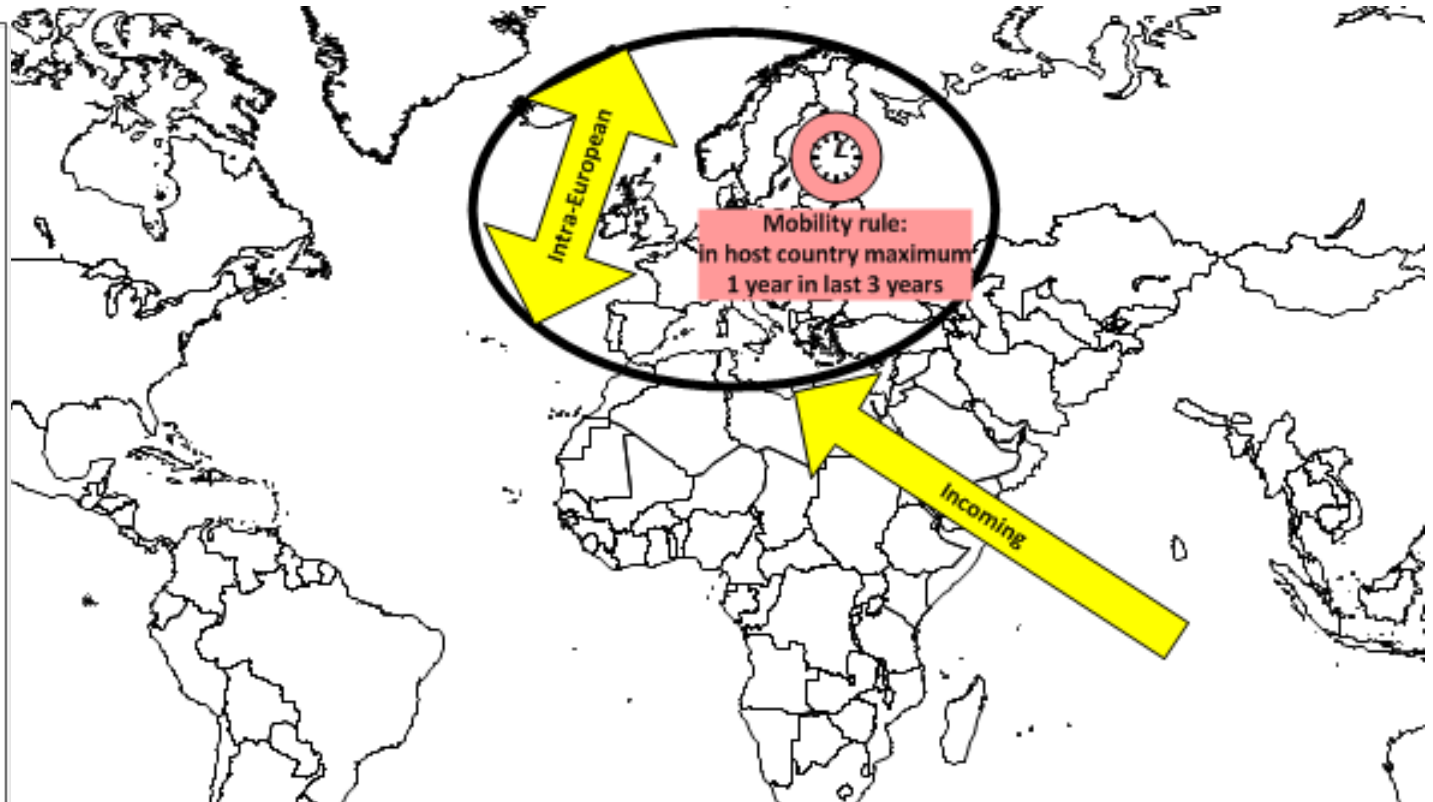 Intra-European
Mobility rule:
in host country maximum
1 year in last 3 years
Incoming